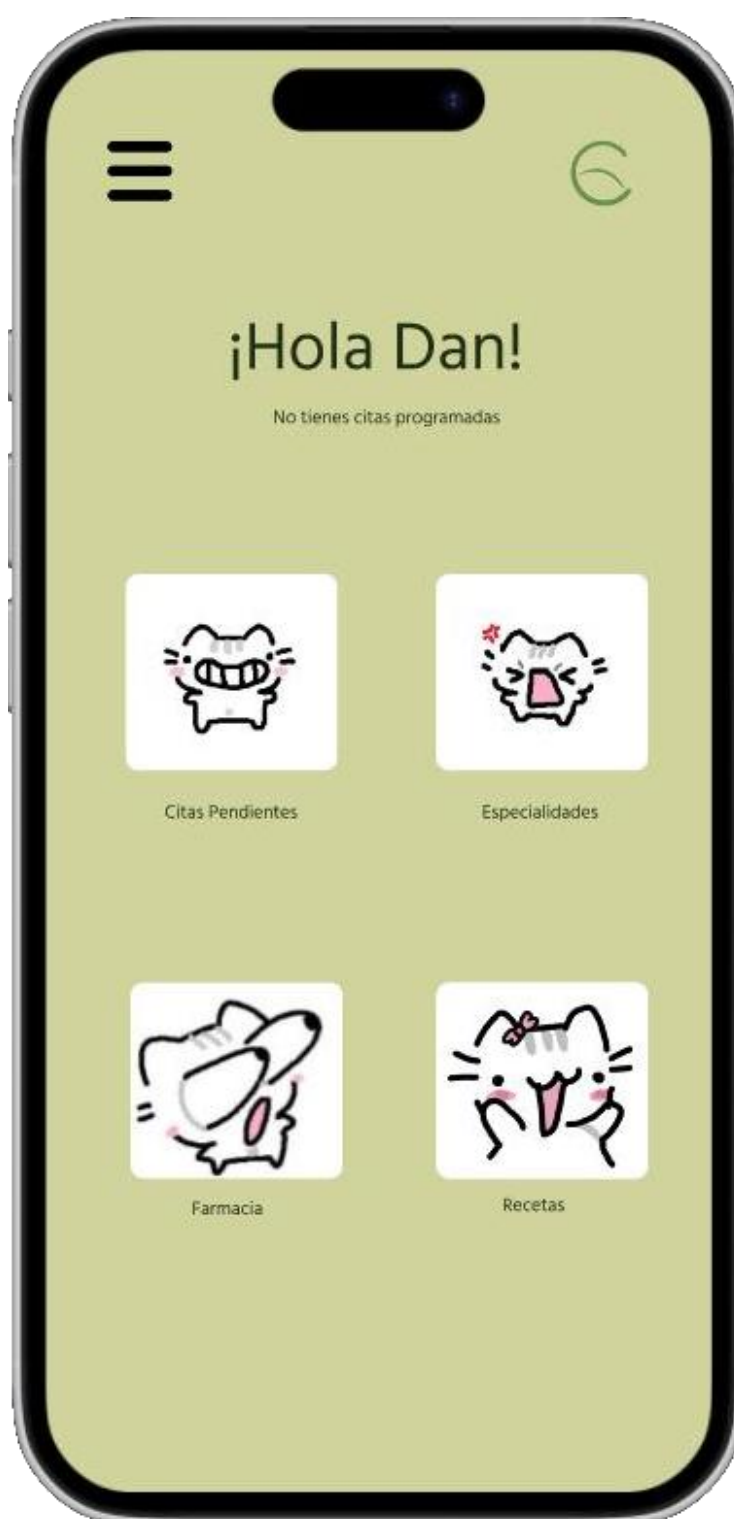 ¡Hola Dan!
No tienes citas programadas
Citas Pendientes
Especialidades
Farmacia
Recetas